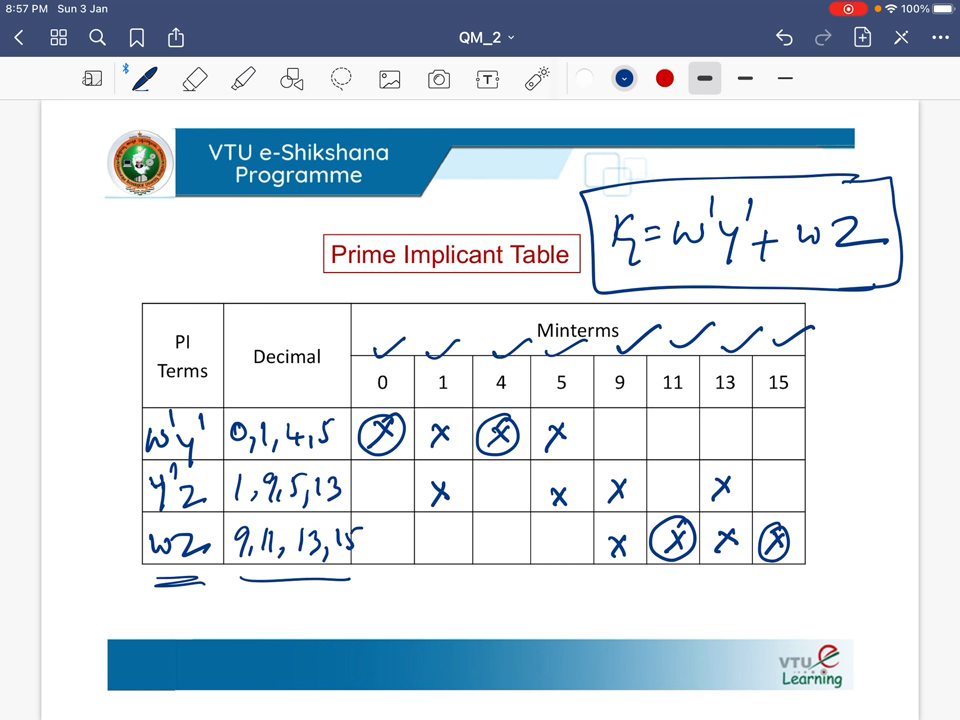 8:57 PM Sun 3 Jan 100%
QM_2
VTU e-Shikshana
Programme
= w'y' + wz
Prime Implicant Table
PI Terms Decimal Minterms
0 1 4 5 9 11 13 15
w'y' 0,1,4,5 x x x x
y'z 1,9,5,13 x x x x
wz 9,11,13,15 x x x x
VTU e
Learning